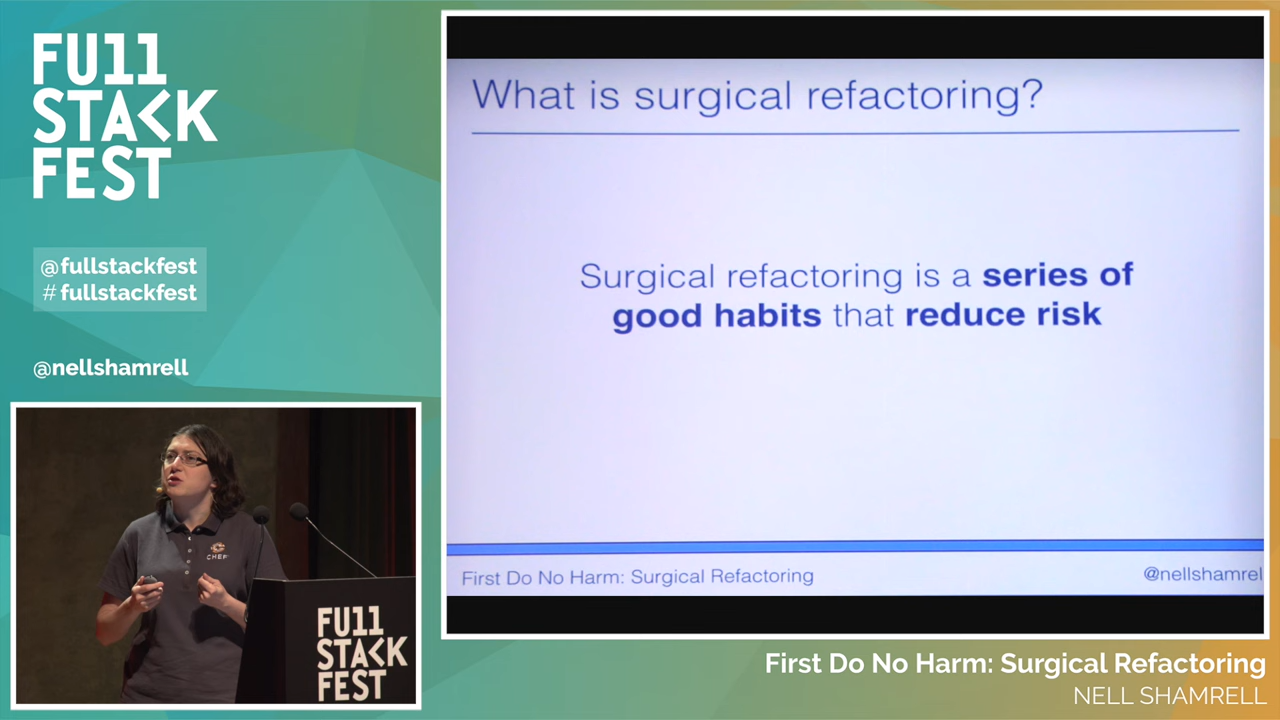 FU11
STACK
FEST
@fullstackfest
# fullstackfest
@nellshamrell
What is surgical refactoring?
Surgical refactoring is a series of
good habits that reduce risk
First Do No Harm: Surgical Refactoring
@nellshamrel
CHEF
FU11
STACK
FEST
First Do No Harm: Surgical Refactoring
NELL SHAMRELL